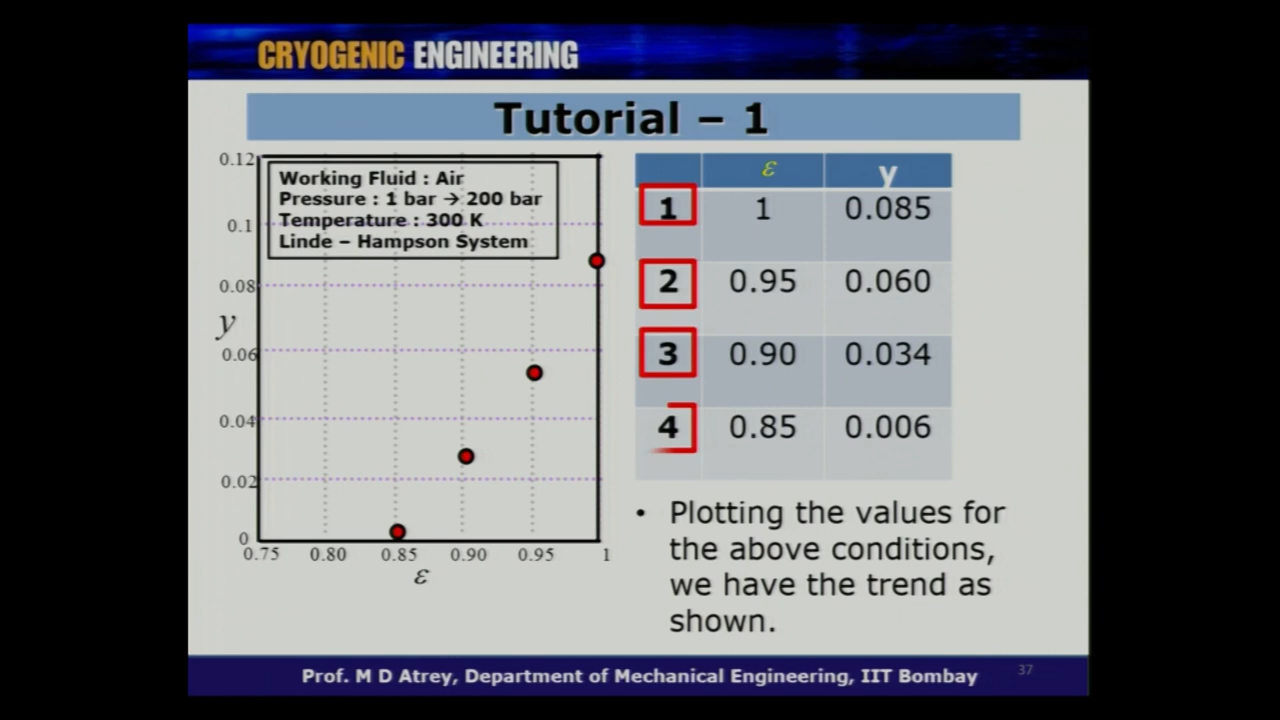 CRYOGENIC ENGINEERING
Tutorial – 1
0.12
0.1
0.08
0.06
0.04
0.02
0
y
Working Fluid : Air
Pressure : 1 bar → 200 bar
Temperature : 300 K
Linde – Hampson System
0.75 0.80 0.85 0.90 0.95 1
ε
ε y
1 1 0.085
2 0.95 0.060
3 0.90 0.034
4 0.85 0.006
• Plotting the values for
the above conditions,
we have the trend as
shown.
Prof. M D Atrey, Department of Mechanical Engineering, IIT Bombay
37